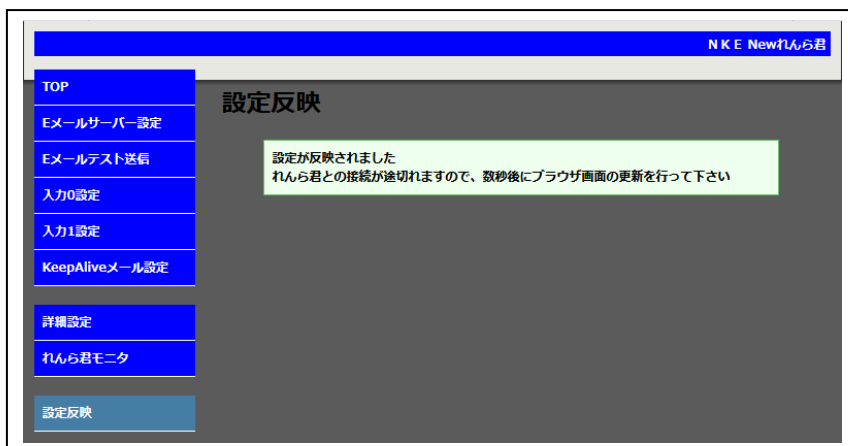 N K E Newれんら君
TOP
Eメールサーバー設定
Eメールテスト送信
入力0設定
入力1設定
KeepAliveメール設定
詳細設定
れんら君モニタ
設定反映
設定反映
設定が反映されました
れんら君との接続が途切れますので、数秒後にブラウザ画面の更新を行って下さい